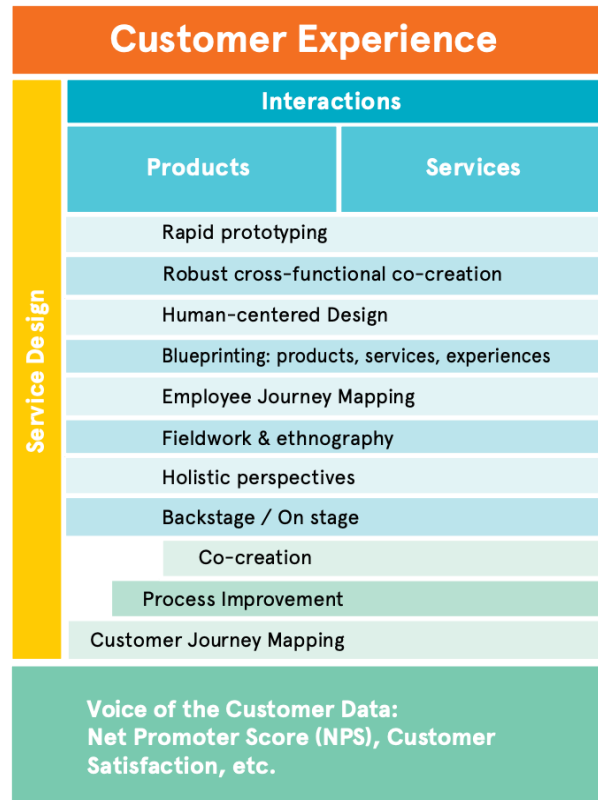 Customer Experience
Interactions
Products
Services
Service Design
Rapid prototyping
Robust cross-functional co-creation
Human-centered Design
Blueprinting: products, services, experiences
Employee Journey Mapping
Fieldwork & ethnography
Holistic perspectives
Backstage / On stage
Co-creation
Process Improvement
Customer Journey Mapping
Voice of the Customer Data:
Net Promoter Score (NPS), Customer
Satisfaction, etc.